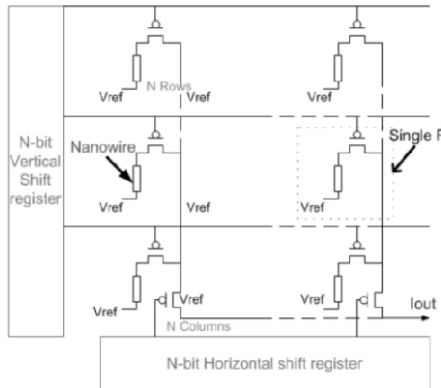 N Rows
Vref
Vref
Vref
N-bit
Vertical
Shift
register
Nanowire
Single
Vref
Vref
Vref
Vref
Vref
Vref
Iout
N Columns
N-bit Horizontal shift register